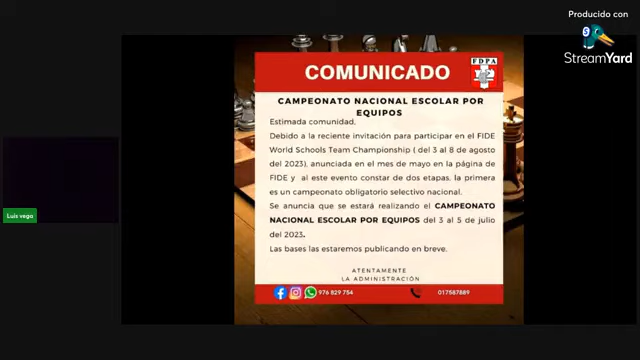 Producido con
StreamYard
FDPA
COMUNICADO
CAMPEONATO NACIONAL ESCOLAR POR
EQUIPOS
Estimada comunidad.
Debido a la reciente invitación para participar en el FIDE
World Schools Team Championship ( del 3 al 8 de agosto
del 2023), anunciada en el mes de mayo en la página de
FIDE y al este evento constar de dos etapas, la primera
es un campeonato obligatorio selectivo nacional.
Se anuncia que se estará realizando el CAMPEONATO
NACIONAL ESCOLAR POR EQUIPOS del 3 al 5 de julio
del 2023.
Las bases las estaremos publicando en breve.
ATENTAMENTE
LA ADMINISTRACIÓN
976 829 754
017587889
Luis vega